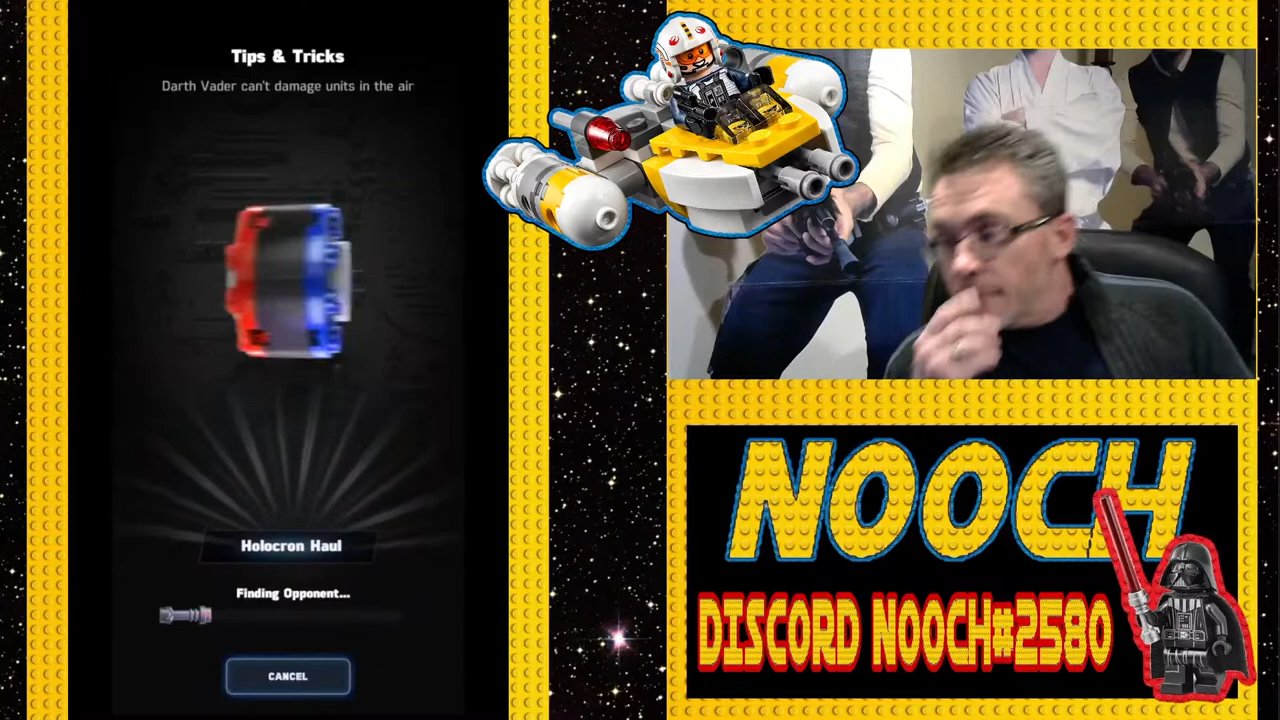 Tips & Tricks
Darth Vader can't damage units in the air
Holocron Haul
Finding Opponent...
CANCEL
NOOCH
DISCORD NOOCH#2580